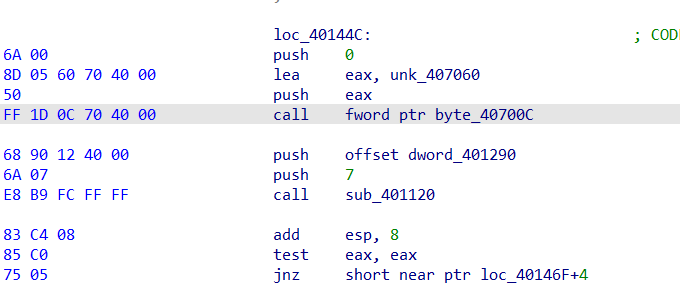 loc_40144C: ; COD
6A 00 push 0
8D 05 60 70 40 00 lea eax, unk_407060
50 push eax
FF 1D 0C 70 40 00 call fword ptr byte_40700C
68 90 12 40 00 push offset dword_401290
6A 07 push 7
E8 B9 FC FF FF call sub_401120
83 C4 08 add esp, 8
85 C0 test eax, eax
75 05 jnz short near ptr loc_40146F+4